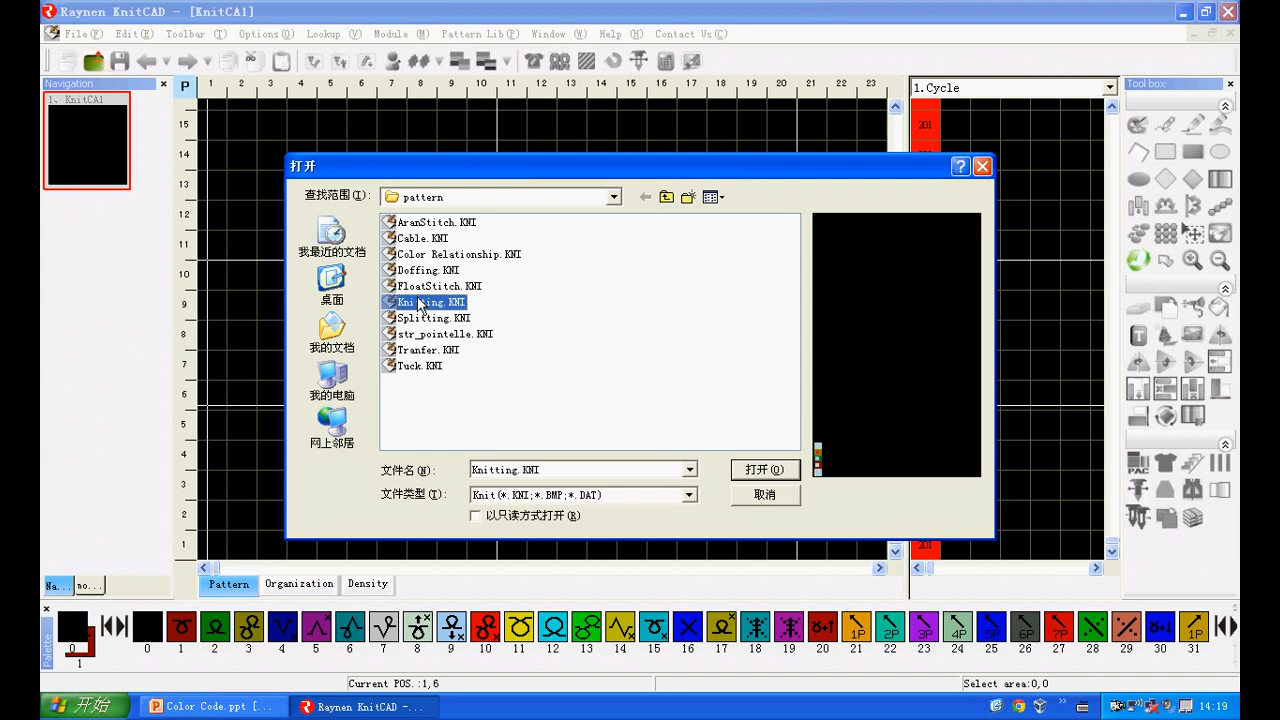 Raynen KnitCAD - [KnitCA1]
File(F) Edit(E) Toolbar (T) Options(O) Lookup (V) Module (M) Pattern Lib(P) Window (W) Help (H) Contact Us(C)
Navigation
1、KnitCA1
P 1 2 3 4 5 6 7 8 9 10 11 12 13 14 15 16 17 18 19 20 21 22 23
1.Cycle
Tool box
201
15
14
13
12
11
10
9
8
7
6
5
4
3
2
1
打开
查找范围(I):
pattern
我最近的文档
桌面
我的文档
我的电脑
网上邻居
AranStitch.KNI
Cable.KNI
Color Relationship.KNI
Doffing.KNI
FloatStitch.KNI
Knitting.KNI
Splitting.KNI
str_pointelle.KNI
Tranfer.KNI
Tuck.KNI
文件名(N): Knitting.KNI 打开(O)
文件类型(T): Knit(*.KNI;*.BMP;*.DAT) 取消
以只读方式打开(R)
201
PAC
Na... mo...
Pattern Organization Density
Palette
0
1
1P 2P 3P 4P 5P 6P 7P 1P
0 1 2 3 4 5 6 7 8 9 10 11 12 13 14 15 16 17 18 19 20 21 22 23 24 25 26 27 28 29 30 31
Current POS.:1,6
Select area:0,0
开始
Color Code.ppt [...
Raynen KnitCAD -...
14:19